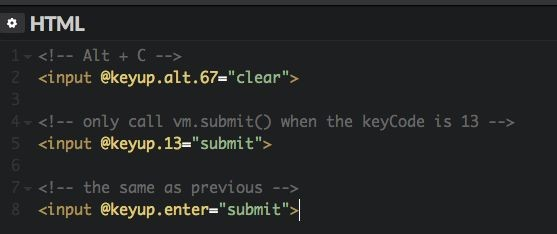 HTML
1 <!-- Alt + C -->
2 <input @keyup.alt.67="clear">
3
4 <!-- only call vm.submit() when the keyCode is 13 -->
5 <input @keyup.13="submit">
6
7 <!-- the same as previous -->
8 <input @keyup.enter="submit">